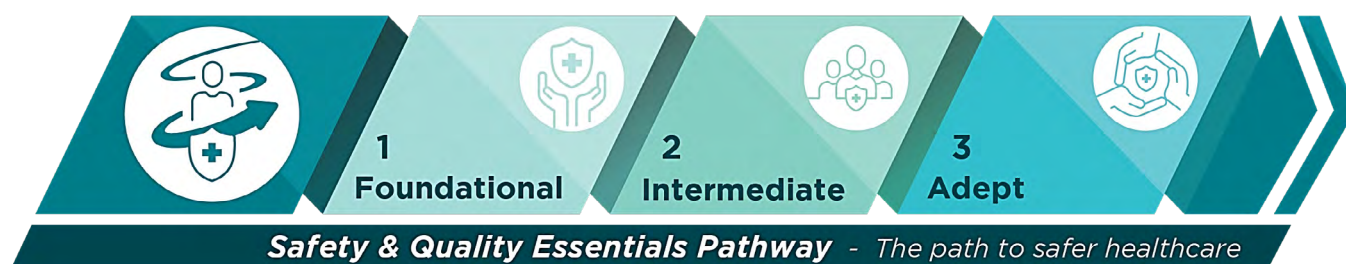 1
Foundational
2
Intermediate
3
Adept
Safety & Quality Essentials Pathway - The path to safer healthcare